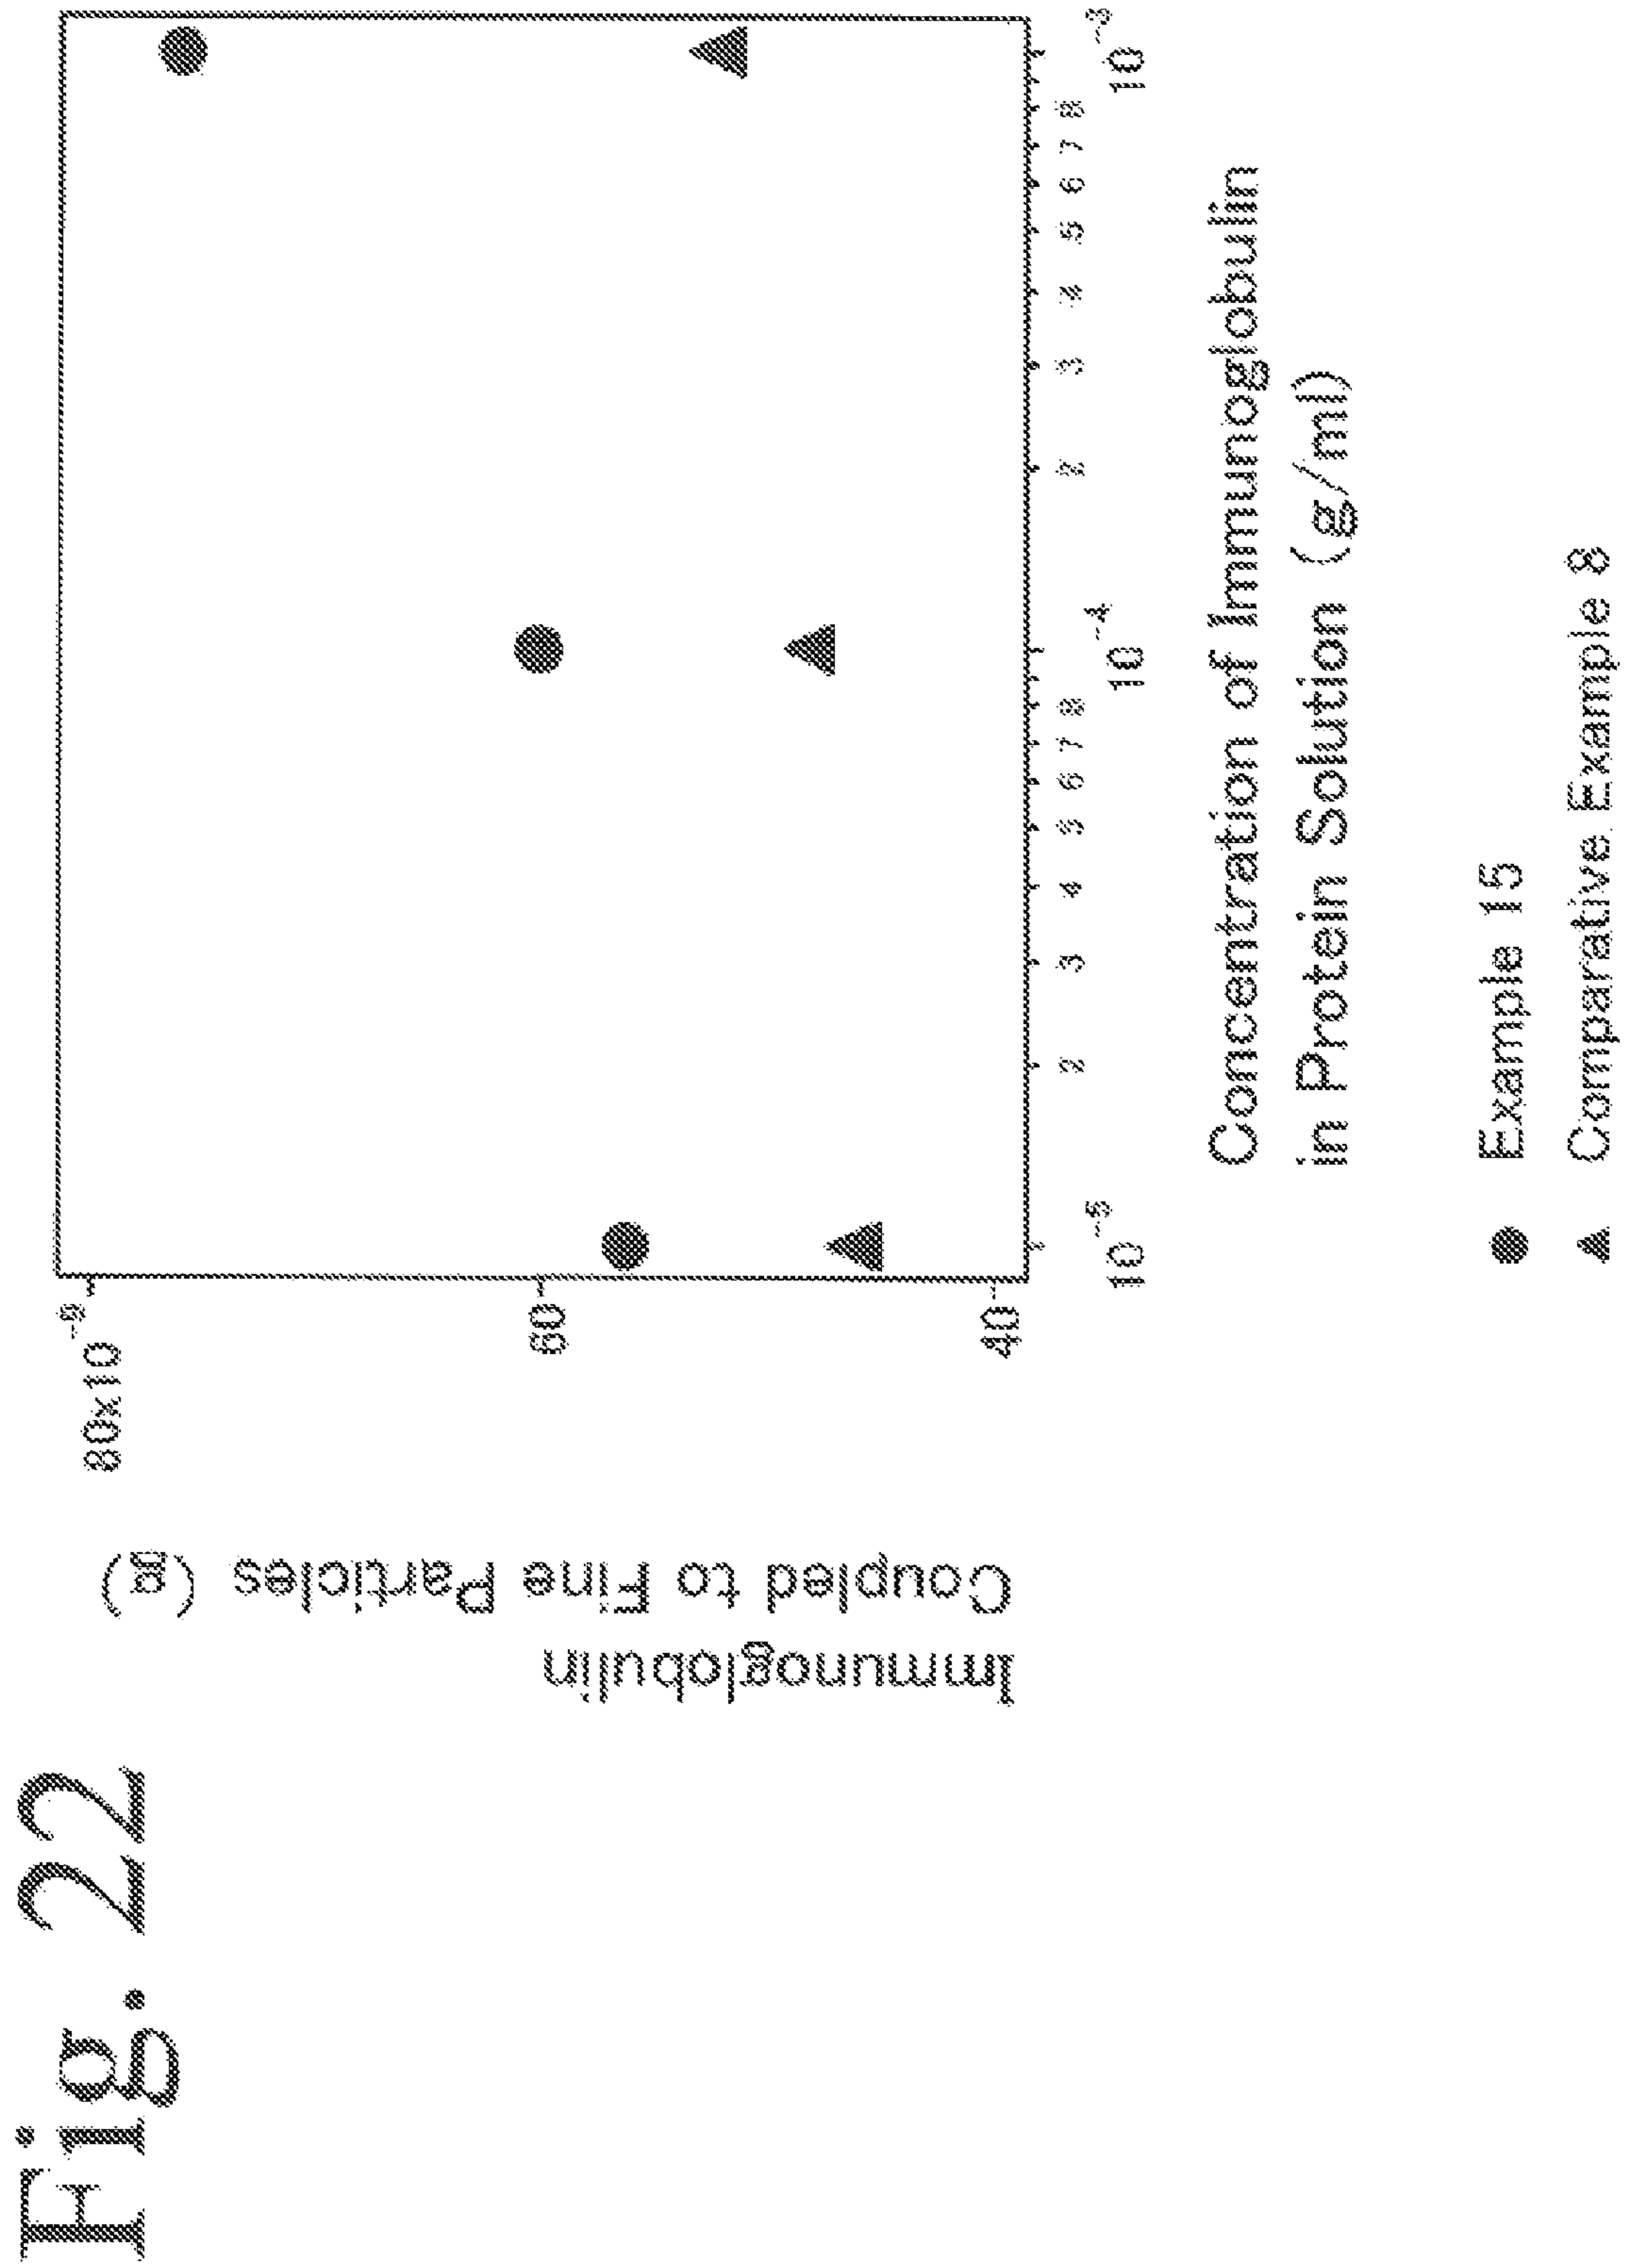 Fig. 22
Immunoglobulin
Coupled to Fine Particles (g)
80x10⁻⁹
60
40
10⁻⁵ 2 3 4 5 6 7 8 10⁻⁴ 2 3 4 5 6 7 8 10⁻³
Concentration of Immunoglobulin
in Protein Solution (g/ml)
● Example 15
▲ Comparative Example 8